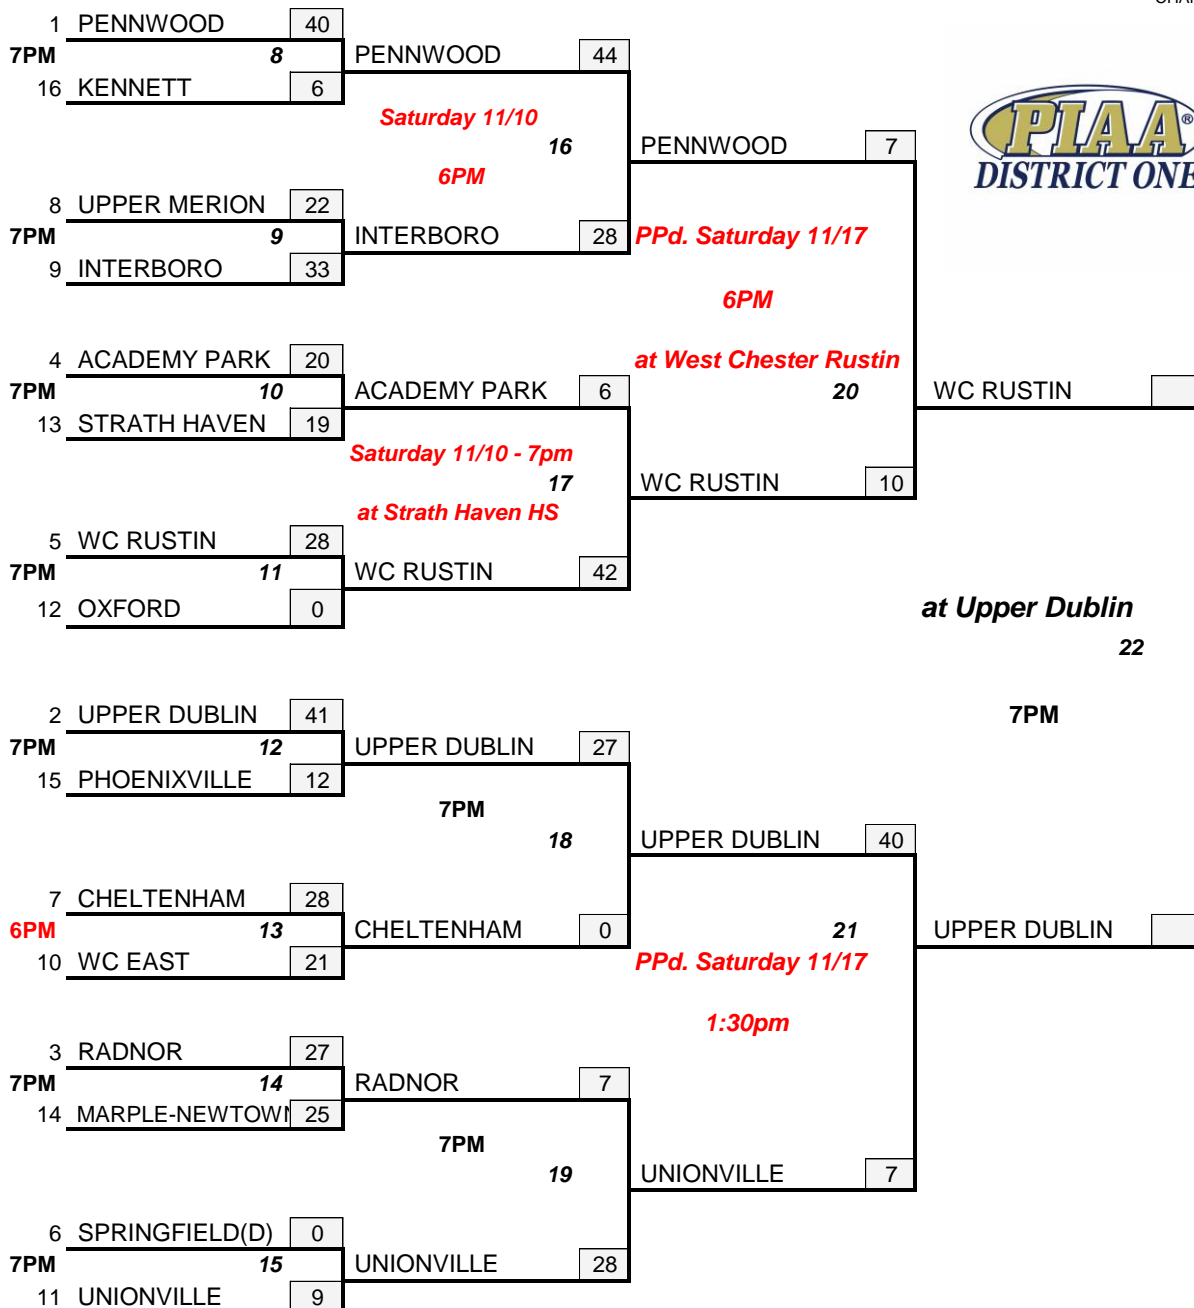 1 PENNWOOD 40
7PM 8 PENNWOOD 44
16 KENNETT 6
Saturday 11/10
16 PENNWOOD 7
6PM
PIAA®
DISTRICT ONE
8 UPPER MERION 22
7PM 9 INTERBORO 28 PPd. Saturday 11/17
9 INTERBORO 33
6PM
4 ACADEMY PARK 20 at West Chester Rustin
7PM 10 ACADEMY PARK 6 20 WC RUSTIN
13 STRATH HAVEN 19
Saturday 11/10 - 7pm
17 WC RUSTIN 10
at Strath Haven HS
5 WC RUSTIN 28
7PM 11 WC RUSTIN 42
12 OXFORD 0 at Upper Dublin
22
2 UPPER DUBLIN 41 7PM
7PM 12 UPPER DUBLIN 27
15 PHOENIXVILLE 12
7PM
18 UPPER DUBLIN 40
7 CHELTENHAM 28
6PM 13 CHELTENHAM 0 21 UPPER DUBLIN
10 WC EAST 21 PPd. Saturday 11/17
1:30pm
3 RADNOR 27
7PM 14 RADNOR 7
14 MARPLE-NEWTOWN 25
7PM
19 UNIONVILLE 7
6 SPRINGFIELD(D) 0
7PM 15 UNIONVILLE 28
11 UNIONVILLE 9